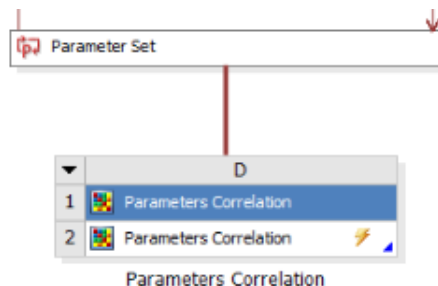 Parameter Set
D
1 Parameters Correlation
2 Parameters Correlation
Parameters Correlation